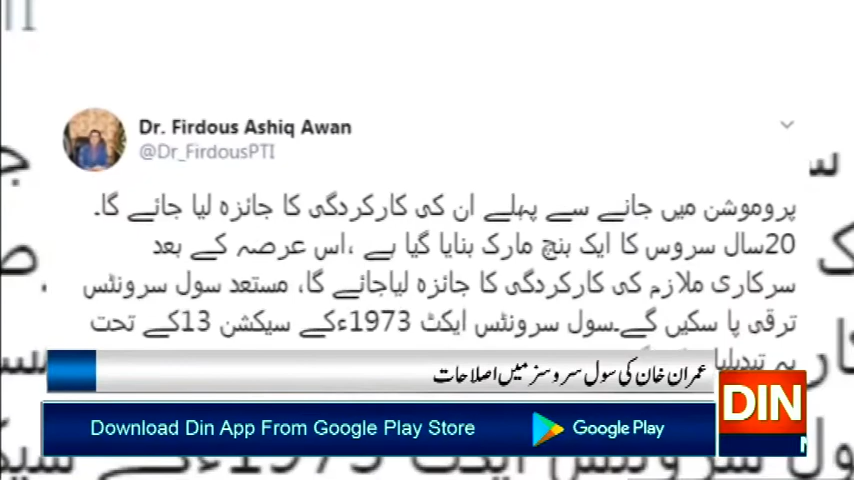 Dr. Firdous Ashiq Awan
@Dr_FirdousPTI
پروموشن میں جانے سے پہلے ان کی کارکردگی کا جائزہ لیا جائے گا۔
20سال سروس کا ایک بنچ مارک بنایا گیا ہے ،اس عرصہ کے بعد
سرکاری ملازم کی کارکردگی کا جائزہ لیاجائے گا، مستعد سول سرونٹس
ترقی پا سکیں گے۔سول سرونٹس ایکٹ 1973ءکے سیکشن 13کے تحت
یہ
عمران خان کی سول سروسز میں اصلاحات
DIN
Download Din App From Google Play Store
Google Play